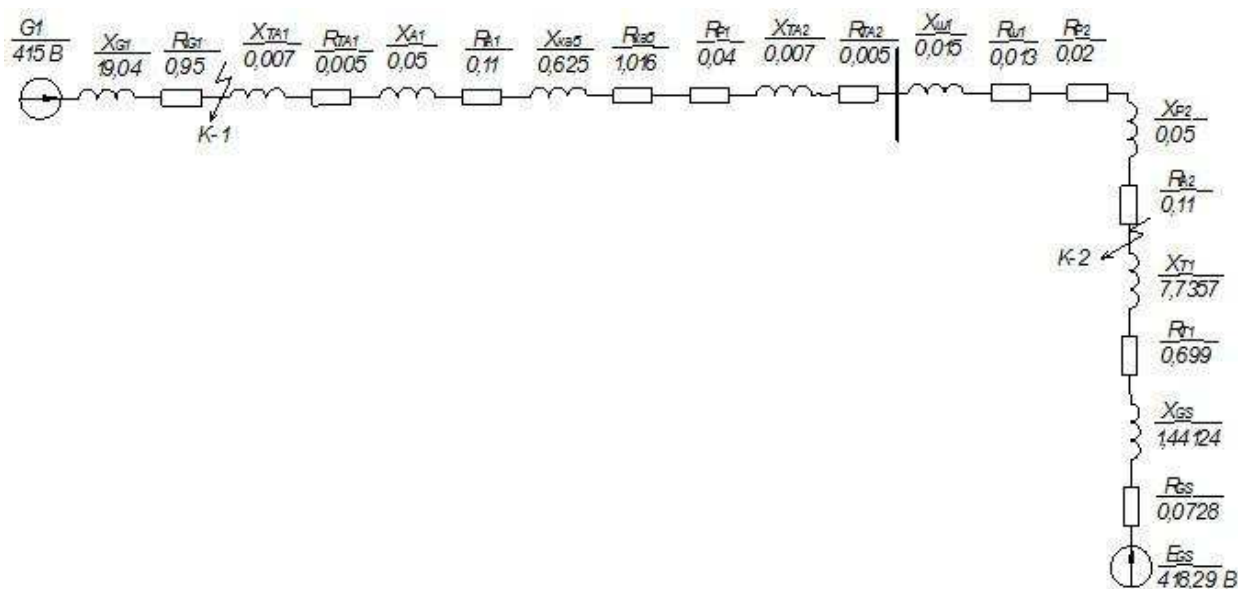 G1
415 В
XG1
19,04
RG1
0,95
K-1
XTA1
0,007
RTA1
0,005
XA1
0,05
RA1
0,11
Xкаб
0,625
Rкаб
1,016
RP1
0,04
XTA2
0,007
RTA2
0,005
Xш1
0,015
Rш1
0,013
RP2
0,02
XP2
0,05
RA2
0,11
K-2
XT1
7,7357
RT1
0,699
XGS
1,44124
RGS
0,0728
EGS
418,29 В